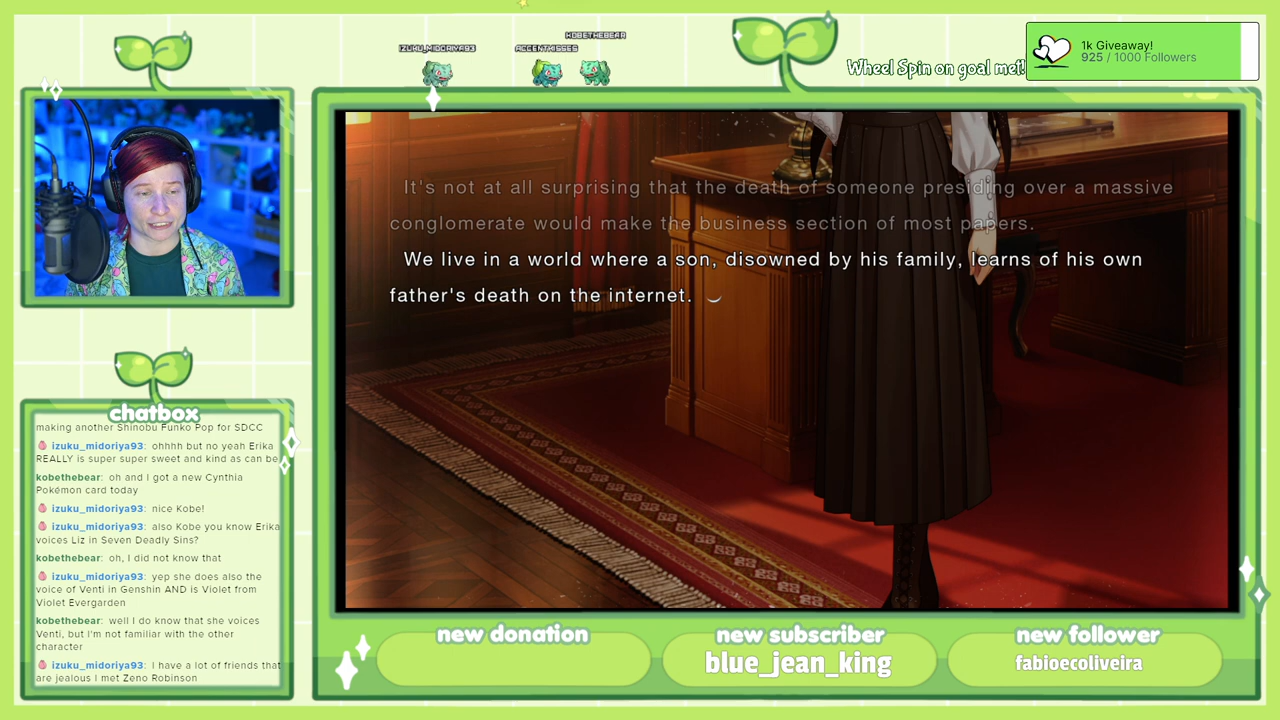 IZUKU_MIDORIYA93
ACCENTMISSES
KOBETHEBEAR
Wheel Spin on goal met!
1k Giveaway!
925 / 1000 Followers
It's not at all surprising that the death of someone presiding over a massive
conglomerate would make the business section of most papers.
We live in a world where a son, disowned by his family, learns of his own
father's death on the internet.
chatbox
making another Shinobu Funko Pop for SDCC
izuku_midoriya93: ohhhh but no yeah Erika
REALLY is super super sweet and kind as can be
kobethebear: oh and I got a new Cynthia
Pokémon card today
izuku_midoriya93: nice Kobe!
izuku_midoriya93: also Kobe you know Erika
voices Liz in Seven Deadly Sins?
kobethebear: oh, I did not know that
izuku_midoriya93: yep she does also the
voice of Venti in Genshin AND is Violet from
Violet Evergarden
kobethebear: well I do know that she voices
Venti, but I'm not familiar with the other
character
izuku_midoriya93: I have a lot of friends that
are jealous I met Zeno Robinson
new donation
new subscriber
blue_jean_king
new follower
fabioecoliveira